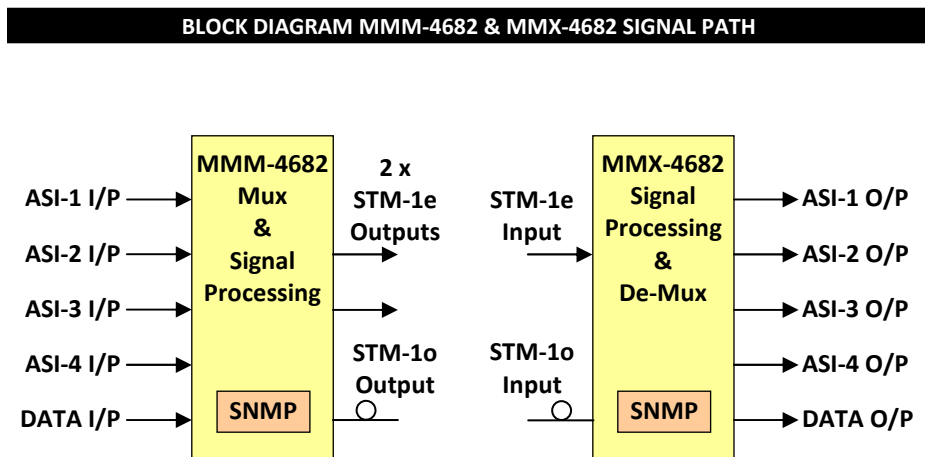 BLOCK DIAGRAM MMM-4682 & MMX-4682 SIGNAL PATH
ASI-1 I/P
ASI-2 I/P
ASI-3 I/P
ASI-4 I/P
DATA I/P
MMM-4682
Mux
&
Signal
Processing
SNMP
2 x
STM-1e
Outputs
STM-1o
Output
STM-1e
Input
STM-1o
Input
MMX-4682
Signal
Processing
&
De-Mux
SNMP
ASI-1 O/P
ASI-2 O/P
ASI-3 O/P
ASI-4 O/P
DATA O/P